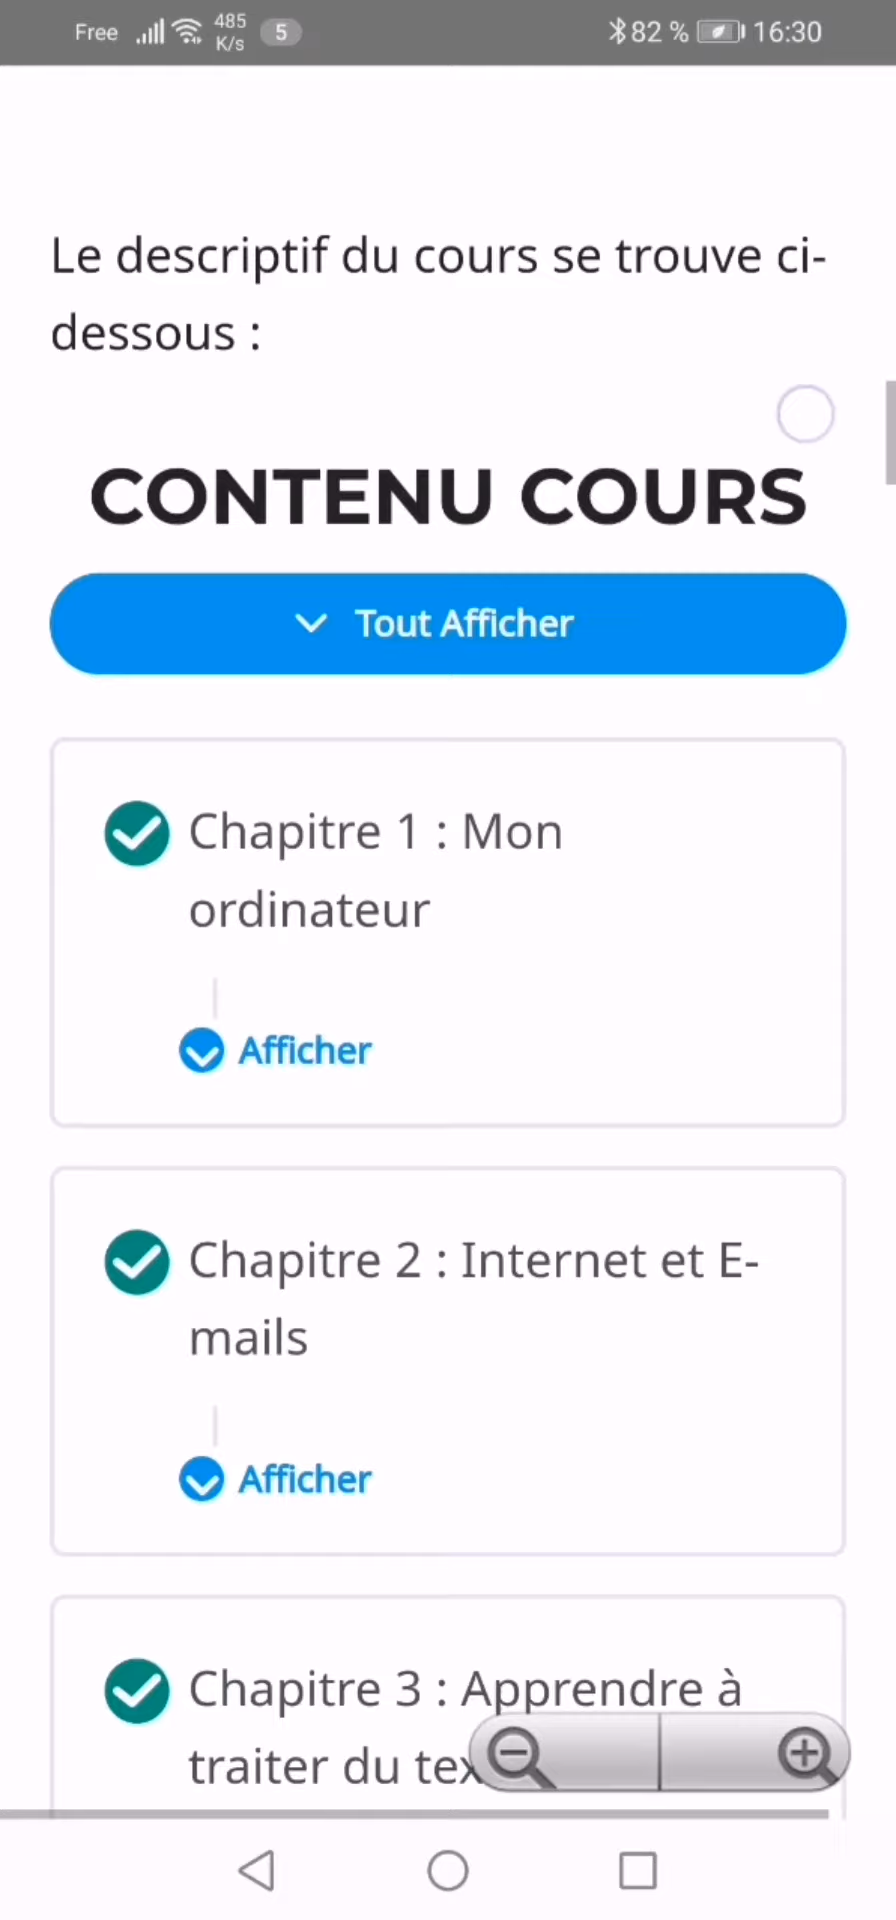 Free 485 K/s 5 82 % 16:30
Le descriptif du cours se trouve ci-
dessous :
CONTENU COURS
Tout Afficher
Chapitre 1 : Mon
ordinateur
Afficher
Chapitre 2 : Internet et E-
mails
Afficher
Chapitre 3 : Apprendre à
traiter du